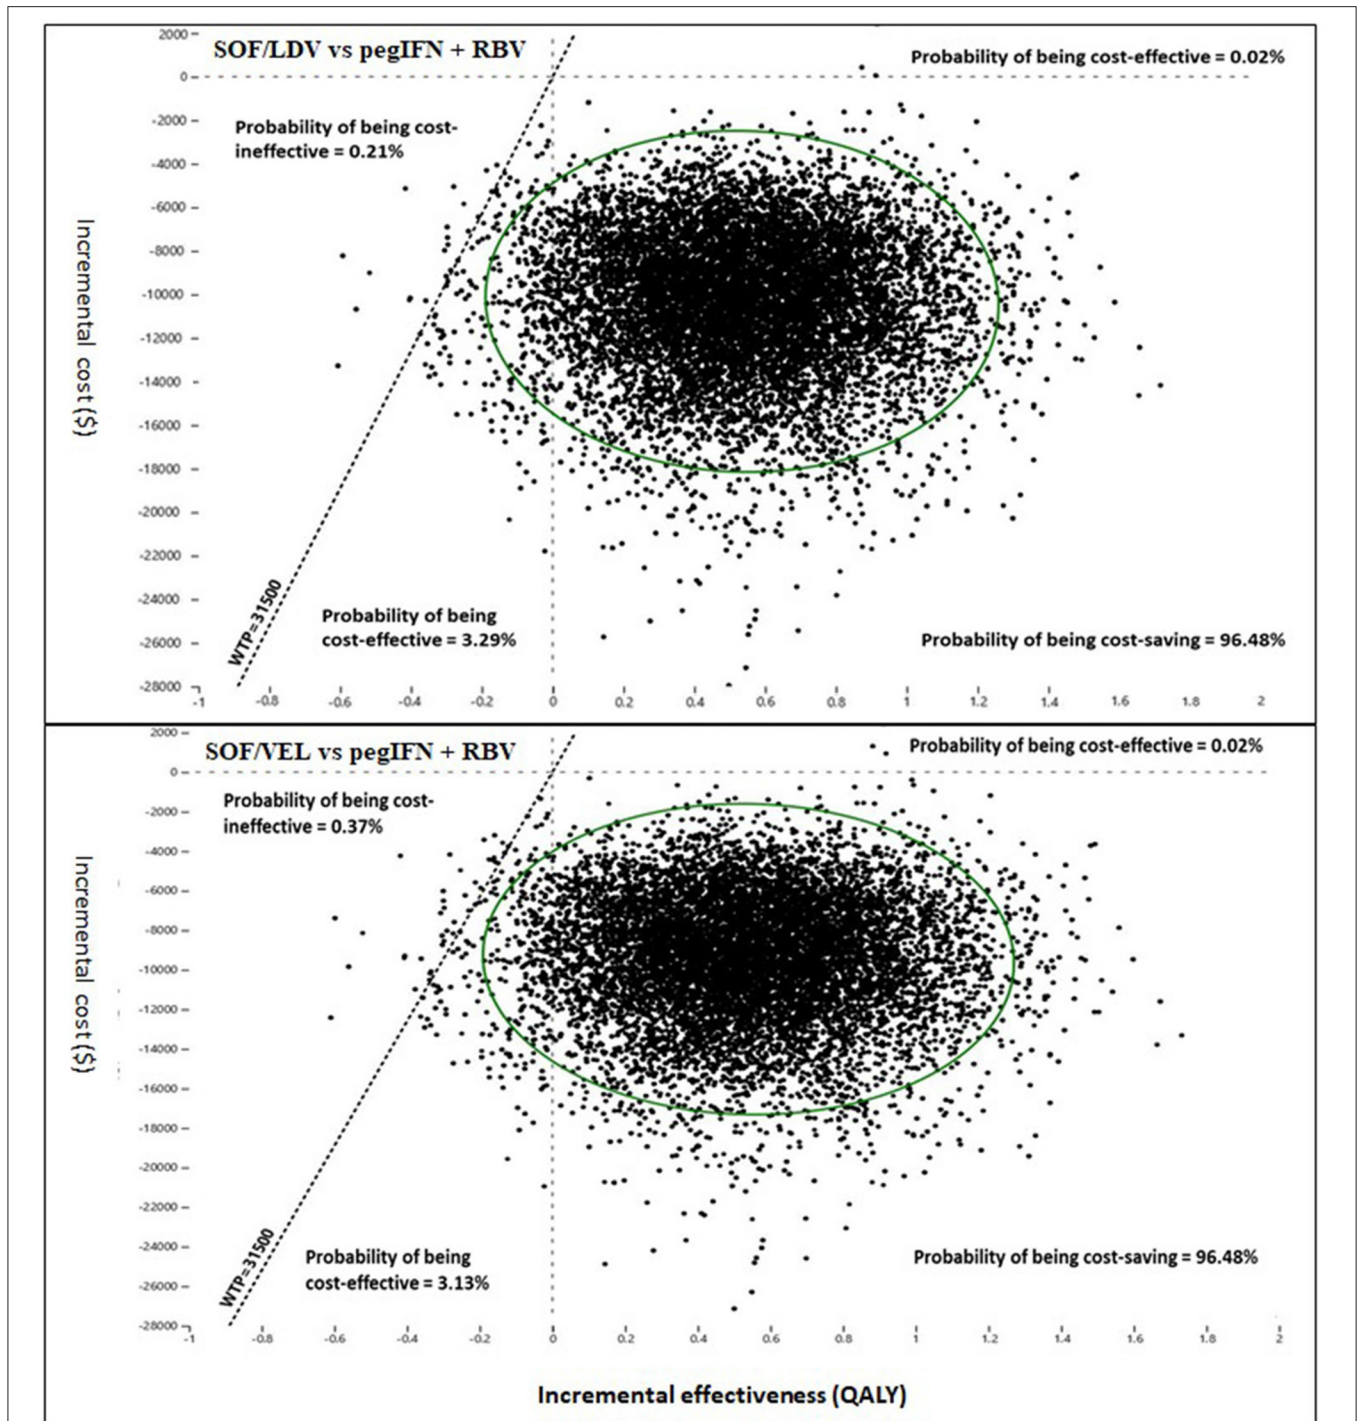 2000
SOF/LDV vs pegIFN + RBV
Probability of being cost-effective = 0.02%
0
-2000
Probability of being cost-
ineffective = 0.21%
-4000
-6000
-8000
-10000
-12000
-14000
-16000
-18000
-20000
-22000
-24000
-26000
-28000
Incremental cost ($)
WTP=31500
Probability of being
cost-effective = 3.29%
Probability of being cost-saving = 96.48%
-1 -0.8 -0.6 -0.4 -0.2 0 0.2 0.4 0.6 0.8 1 1.2 1.4 1.6 1.8 2
2000
SOF/VEL vs pegIFN + RBV
Probability of being cost-effective = 0.02%
0
Probability of being cost-
ineffective = 0.37%
-2000
-4000
-6000
-8000
-10000
-12000
-14000
-16000
-18000
-20000
-22000
-24000
-26000
-28000
Incremental cost ($)
WTP=31500
Probability of being
cost-effective = 3.13%
Probability of being cost-saving = 96.48%
-1 -0.8 -0.6 -0.4 -0.2 0 0.2 0.4 0.6 0.8 1 1.2 1.4 1.6 1.8 2
Incremental effectiveness (QALY)